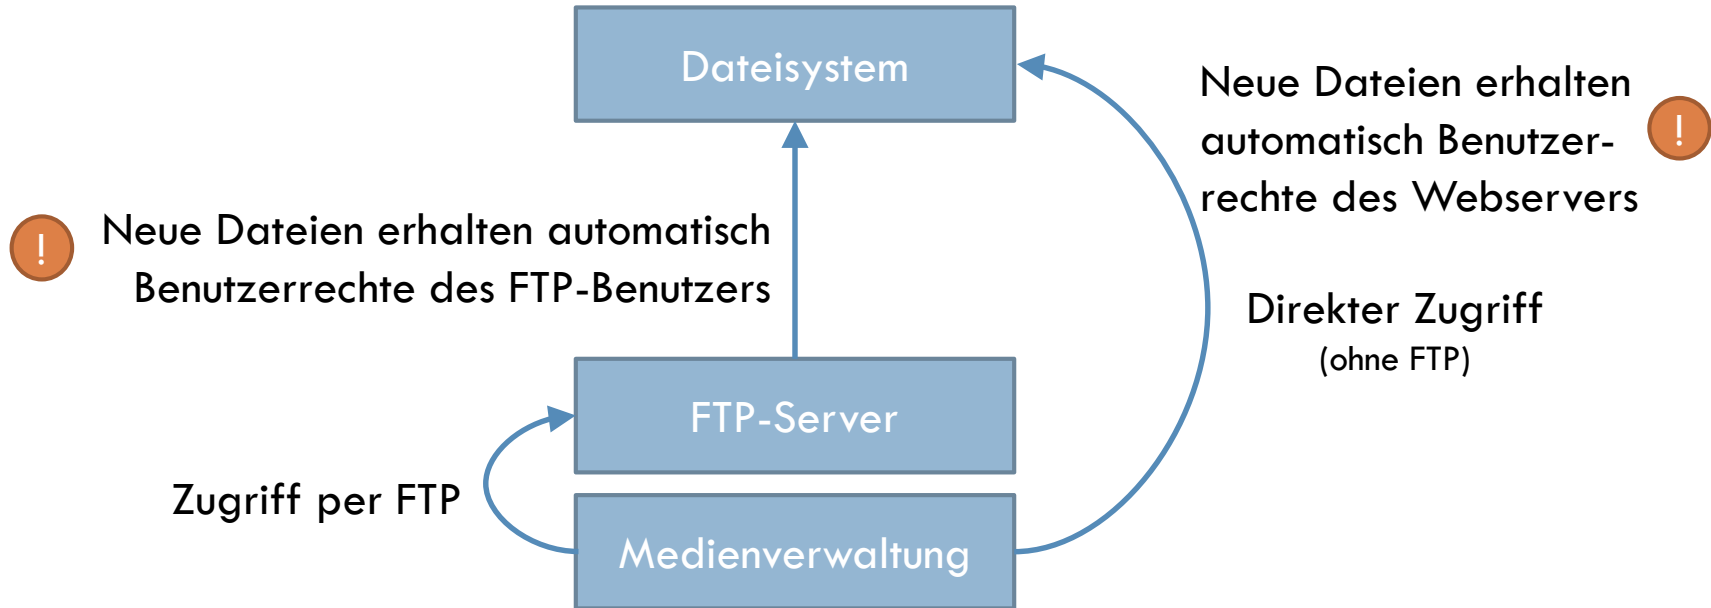 Dateisystem
Neue Dateien erhalten
automatisch Benutzer-
rechte des Webservers
!
!
Neue Dateien erhalten automatisch
Benutzerrechte des FTP-Benutzers
Direkter Zugriff
(ohne FTP)
FTP-Server
Zugriff per FTP
Medienverwaltung